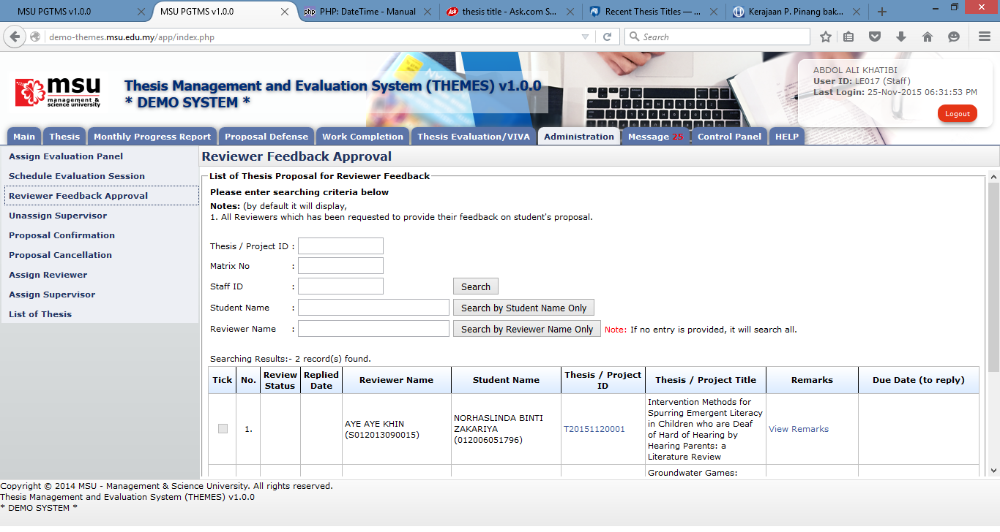 MSU PGTMS v1.0.0
MSU PGTMS v1.0.0
php PHP: DateTime - Manual
Ask thesis title - Ask.com S...
Recent Thesis Titles — ...
Kerajaan P. Pinang bak...
demo-themes.msu.edu.my/app/index.php
Search
msu
management &
science university
Thesis Management and Evaluation System (THEMES) v1.0.0
* DEMO SYSTEM *
ABDOL ALI KHATIBI
User ID: LE017 (Staff)
Last Login: 25-Nov-2015 06:31:53 PM
Logout
Main Thesis Monthly Progress Report Proposal Defense Work Completion Thesis Evaluation/VIVA Administration Message 25 Control Panel HELP
Assign Evaluation Panel
Schedule Evaluation Session
Reviewer Feedback Approval
Unassign Supervisor
Proposal Confirmation
Proposal Cancellation
Assign Reviewer
Assign Supervisor
List of Thesis
Reviewer Feedback Approval
List of Thesis Proposal for Reviewer Feedback
Please enter searching criteria below
Notes: (by default it will display,
1. All Reviewers which has been requested to provide their feedback on student's proposal.
Thesis / Project ID :
Matrix No :
Staff ID : Search
Student Name : Search by Student Name Only
Reviewer Name : Search by Reviewer Name Only Note: If no entry is provided, it will search all.
Searching Results:- 2 record(s) found.
Tick
No.
Review
Status
Replied
Date
Reviewer Name
Student Name
Thesis / Project
ID
Thesis / Project Title
Remarks
Due Date (to reply)
1.
AYE AYE KHIN
(S012013090015)
NORHASLINDA BINTI
ZAKARIYA
(012006051796)
T20151120001
Intervention Methods for
Spurring Emergent Literacy
in Children who are Deaf
of Hard of Hearing by
Hearing Parents: a
Literature Review
View Remarks
Groundwater Games:
Copyright © 2014 MSU - Management & Science University. All rights reserved.
Thesis Management and Evaluation System (THEMES) v1.0.0
* DEMO SYSTEM *